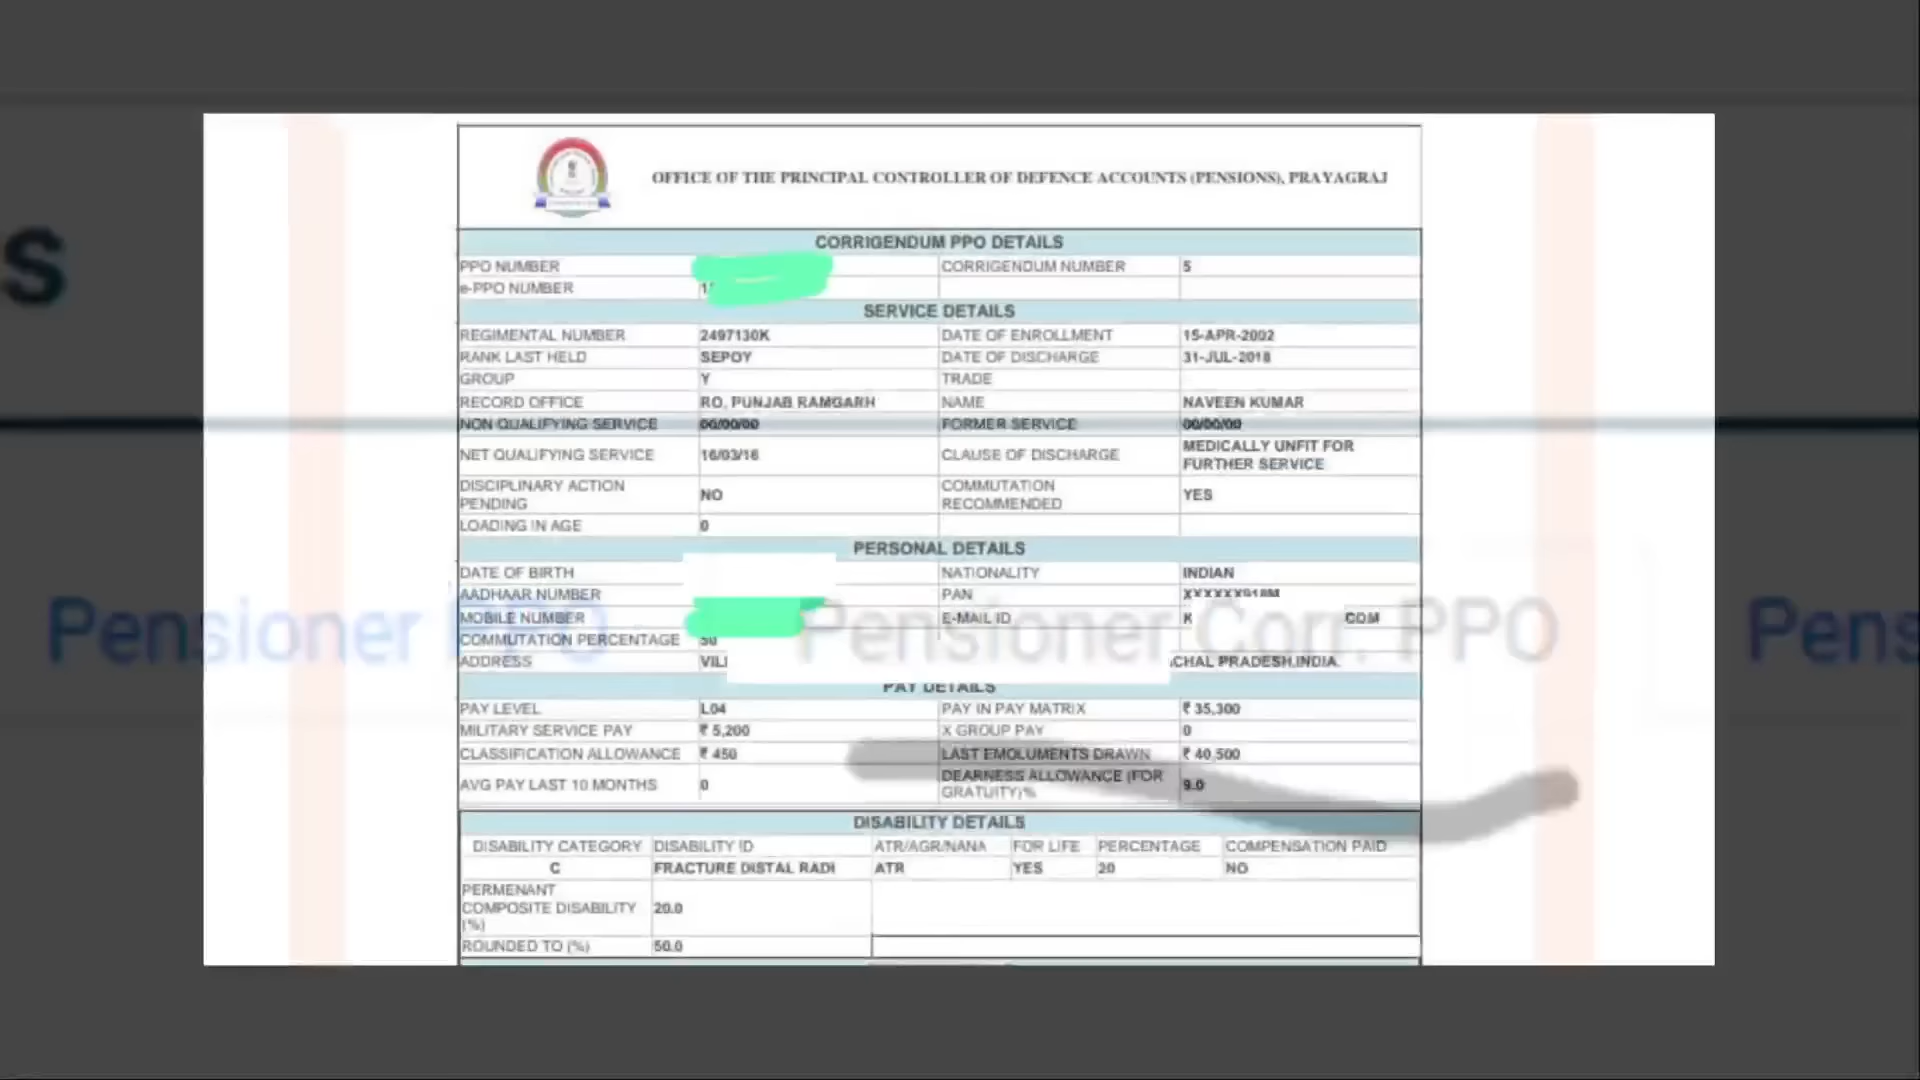 OFFICE OF THE PRINCIPAL CONTROLLER OF DEFENCE ACCOUNTS (PENSIONS), PRAYAGRAJ
CORRIGENDUM PPO DETAILS
PPO NUMBER CORRIGENDUM NUMBER 5
e-PPO NUMBER
SERVICE DETAILS
REGIMENTAL NUMBER 2497130K DATE OF ENROLLMENT 15-APR-2002
RANK LAST HELD SEPOY DATE OF DISCHARGE 31-JUL-2018
GROUP Y TRADE
RECORD OFFICE RO, PUNJAB RAMGARH NAME NAVEEN KUMAR
NON QUALIFYING SERVICE 00/00/00 FORMER SERVICE 00/00/00
NET QUALIFYING SERVICE 16/03/16 CLAUSE OF DISCHARGE MEDICALLY UNFIT FOR
FURTHER SERVICE
DISCIPLINARY ACTION
PENDING NO COMMUTATION
RECOMMENDED YES
LOADING IN AGE 0
PERSONAL DETAILS
DATE OF BIRTH NATIONALITY INDIAN
AADHAAR NUMBER PAN
MOBILE NUMBER E-MAIL ID K COM
COMMUTATION PERCENTAGE 50
ADDRESS VIL ACHAL PRADESH,INDIA.
S
Pensioner PPO Pensioner Corr. PPO Pens
PAY DETAILS
PAY LEVEL L04 PAY IN PAY MATRIX ₹ 35,300
MILITARY SERVICE PAY ₹ 5,200 X GROUP PAY 0
CLASSIFICATION ALLOWANCE ₹ 450 LAST EMOLUMENTS DRAWN ₹ 40,500
AVG PAY LAST 10 MONTHS 0 DEARNESS ALLOWANCE (FOR
GRATUITY)% 9.0
DISABILITY DETAILS
DISABILITY CATEGORY DISABILITY ID ATR/AGR/NANA FOR LIFE PERCENTAGE COMPENSATION PAID
C FRACTURE DISTAL RADI ATR YES 20 NO
PERMENANT
COMPOSITE DISABILITY
(%) 20.0
ROUNDED TO (%) 50.0